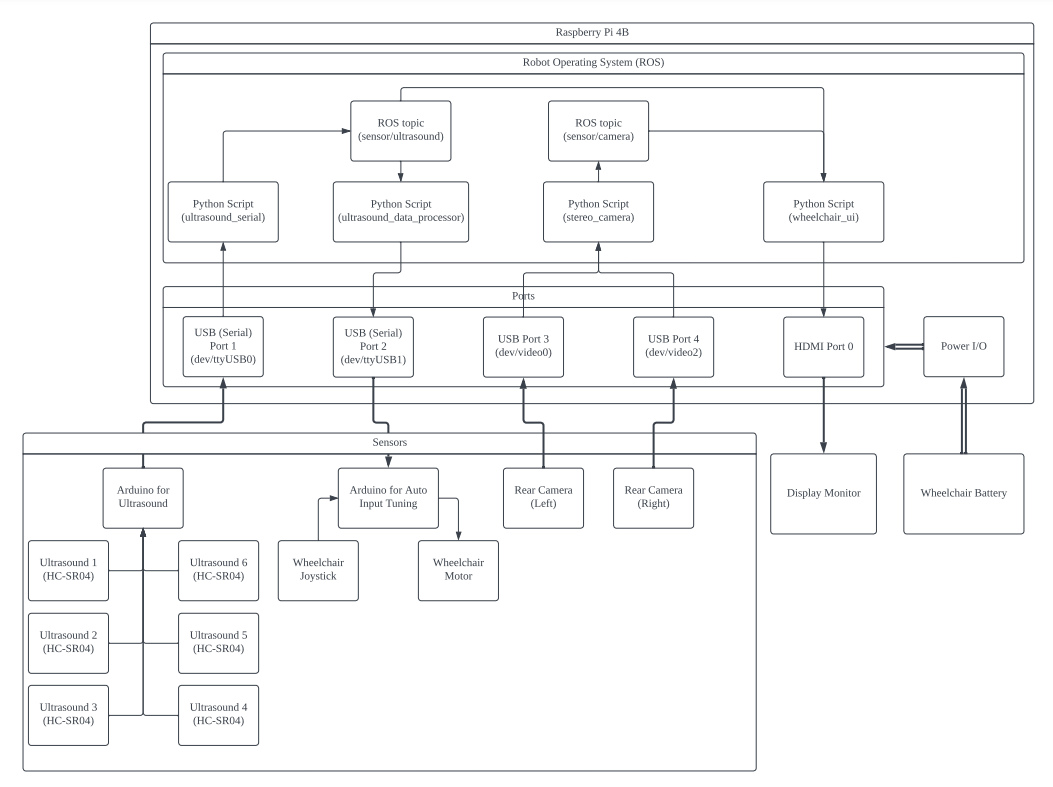 Raspberry Pi 4B
Robot Operating System (ROS)
ROS topic
(sensor/ultrasound)
ROS topic
(sensor/camera)
Python Script
(ultrasound_serial)
Python Script
(ultrasound_data_processor)
Python Script
(stereo_camera)
Python Script
(wheelchair_ui)
Ports
USB (Serial)
Port 1
(dev/ttyUSB0)
USB (Serial)
Port 2
(dev/ttyUSB1)
USB Port 3
(dev/video0)
USB Port 4
(dev/video2)
HDMI Port 0
Power I/O
Sensors
Arduino for
Ultrasound
Arduino for Auto
Input Tuning
Rear Camera
(Left)
Rear Camera
(Right)
Display Monitor
Wheelchair Battery
Ultrasound 1
(HC-SR04)
Ultrasound 6
(HC-SR04)
Wheelchair
Joystick
Wheelchair
Motor
Ultrasound 2
(HC-SR04)
Ultrasound 5
(HC-SR04)
Ultrasound 3
(HC-SR04)
Ultrasound 4
(HC-SR04)